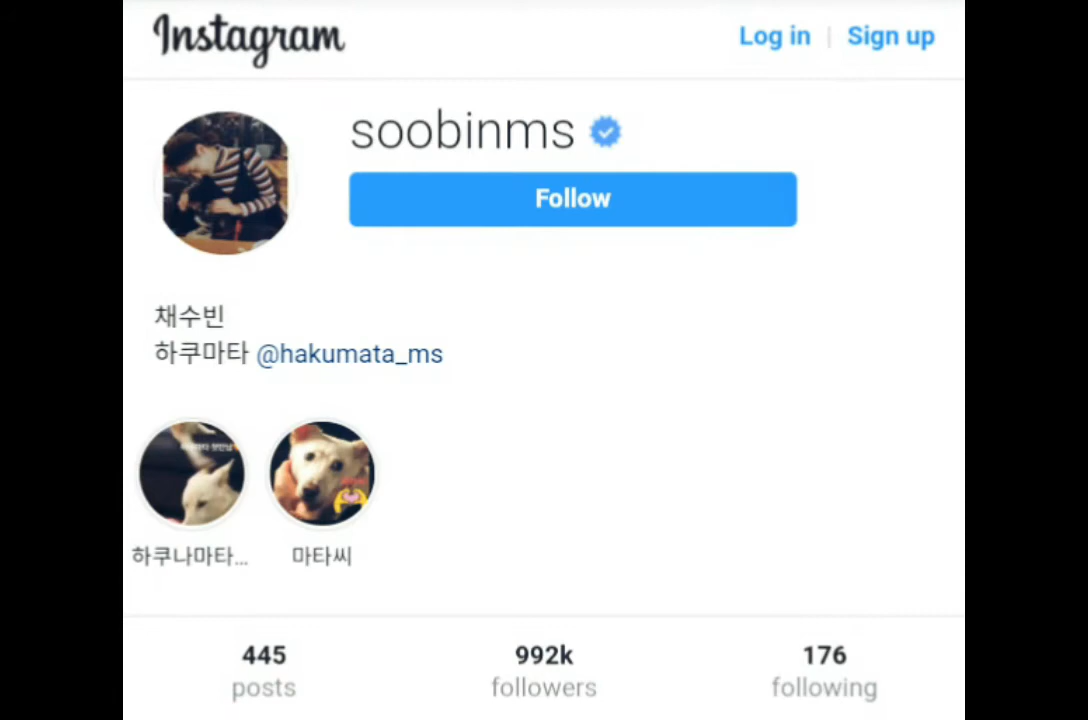 Instagram
Log in | Sign up
soobinms
Follow
채수빈
하쿠마타 @hakumata_ms
하쿠나마타... 마타씨
445 992k 176
posts followers following